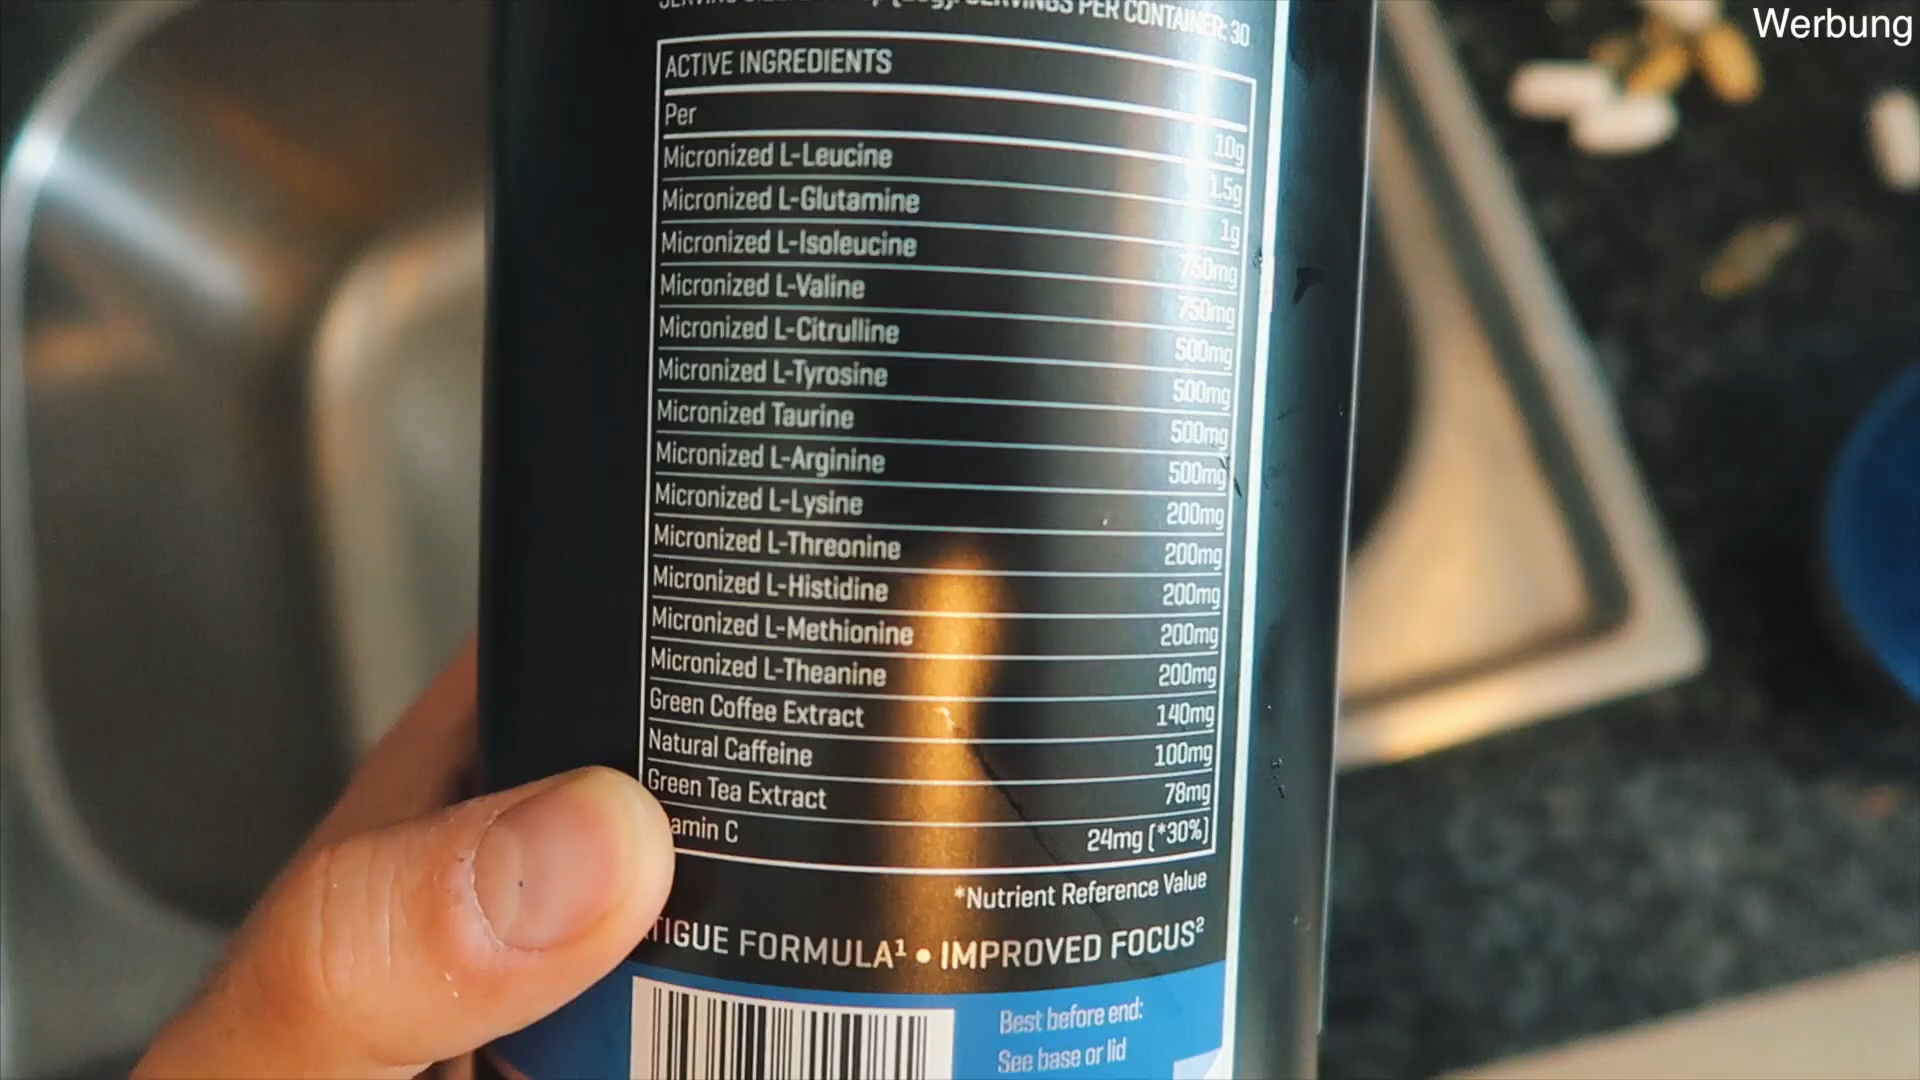 Werbung
SERVINGS PER CONTAINER: 30
ACTIVE INGREDIENTS
Per 10g
Micronized L-Leucine 1.5g
Micronized L-Glutamine 1g
Micronized L-Isoleucine 750mg
Micronized L-Valine 750mg
Micronized L-Citrulline 500mg
Micronized L-Tyrosine 500mg
Micronized Taurine 500mg
Micronized L-Arginine 500mg
Micronized L-Lysine 200mg
Micronized L-Threonine 200mg
Micronized L-Histidine 200mg
Micronized L-Methionine 200mg
Micronized L-Theanine 200mg
Green Coffee Extract 140mg
Natural Caffeine 100mg
Green Tea Extract 78mg
amin C 24mg (*30%)
*Nutrient Reference Value
TIGUE FORMULA¹ • IMPROVED FOCUS²
Best before end:
See base or lid